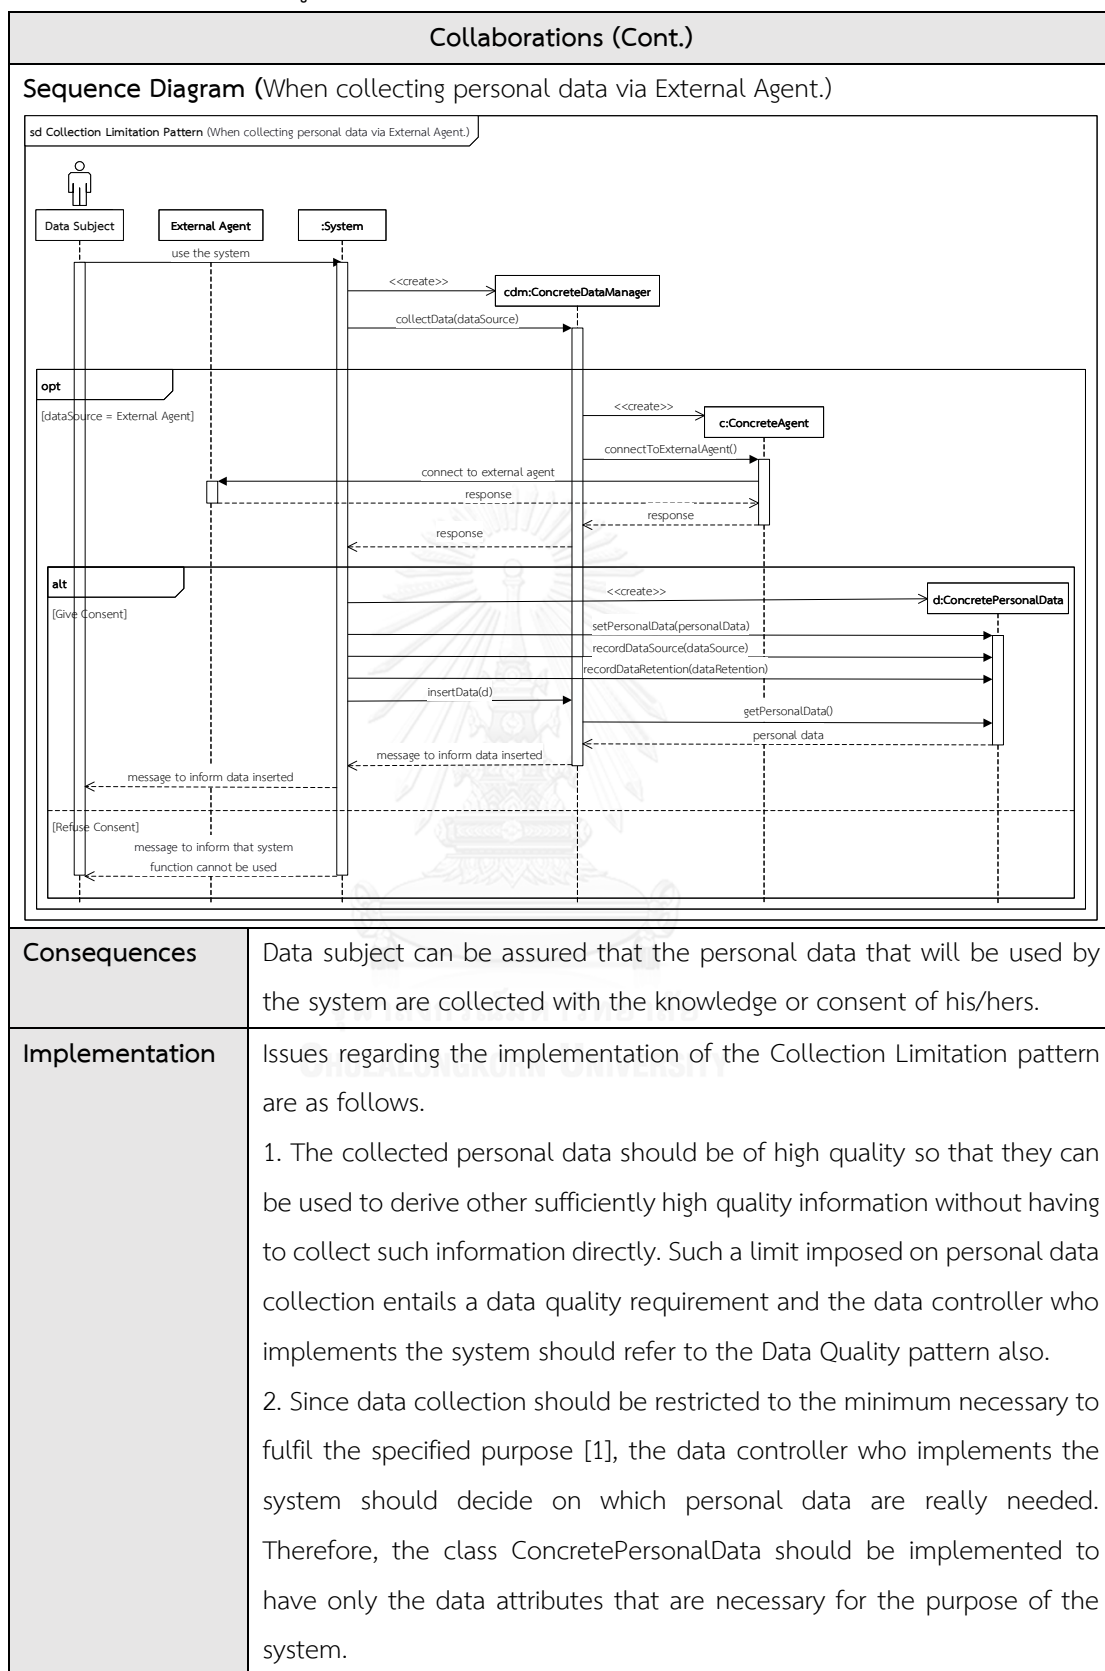 Collaborations (Cont.)
Sequence Diagram (When collecting personal data via External Agent.)
sd Collection Limitation Pattern (When collecting personal data via External Agent.)
Data Subject
External Agent
:System
use the system
<<create>>
cdm:ConcreteDataManager
collectData(dataSource)
opt
[dataSource = External Agent]
<<create>>
c:ConcreteAgent
connectToExternalAgent()
connect to external agent
response
response
response
alt
[Give Consent]
<<create>>
d:ConcretePersonalData
setPersonalData(personalData)
recordDataSource(dataSource)
recordDataRetention(dataRetention)
insertData(d)
getPersonalData()
personal data
message to inform data inserted
message to inform data inserted
[Refuse Consent]
message to inform that system
function cannot be used
Consequences
Data subject can be assured that the personal data that will be used by
the system are collected with the knowledge or consent of his/hers.
Implementation
Issues regarding the implementation of the Collection Limitation pattern
are as follows.
CHULALONGKORN UNIVERSITY
1. The collected personal data should be of high quality so that they can
be used to derive other sufficiently high quality information without having
to collect such information directly. Such a limit imposed on personal data
collection entails a data quality requirement and the data controller who
implements the system should refer to the Data Quality pattern also.
2. Since data collection should be restricted to the minimum necessary to
fulfil the specified purpose [1], the data controller who implements the
system should decide on which personal data are really needed.
Therefore, the class ConcretePersonalData should be implemented to
have only the data attributes that are necessary for the purpose of the
system.